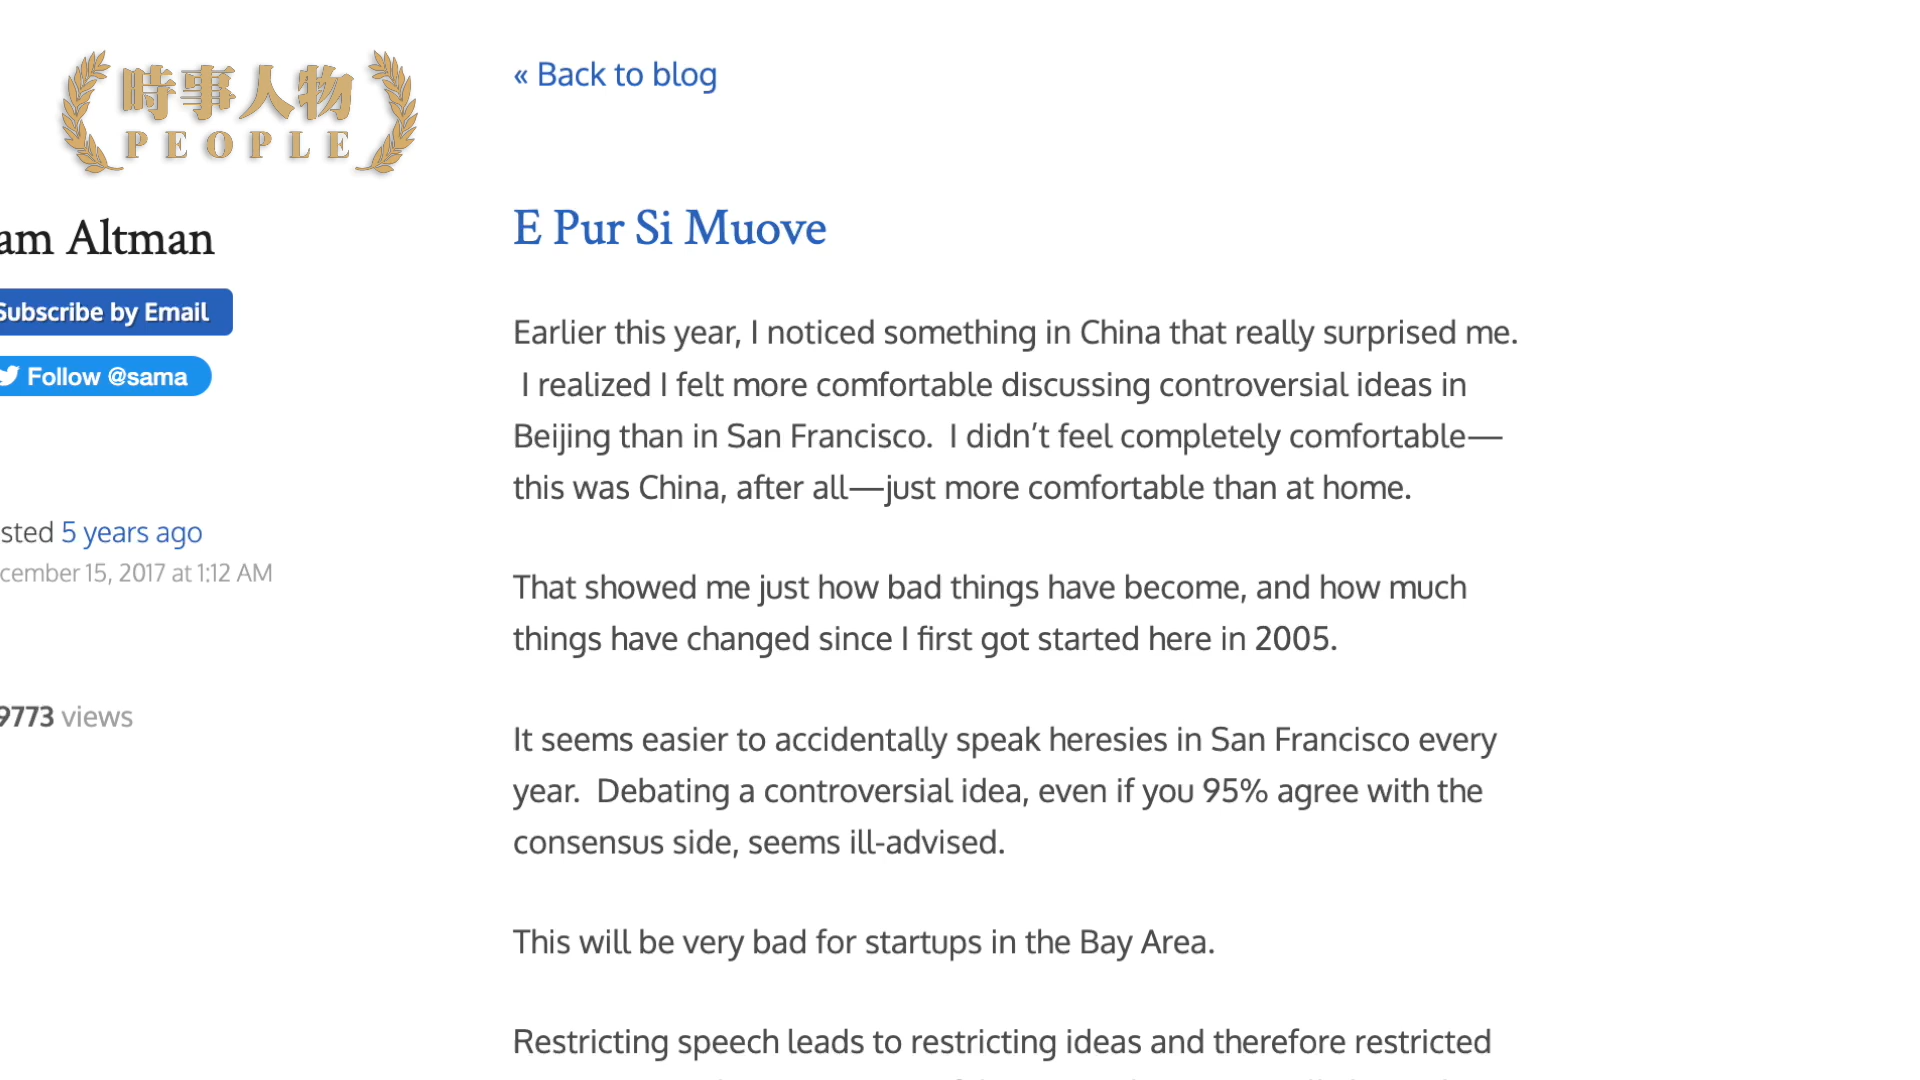 時事人物
PEOPLE
am Altman
Subscribe by Email
Follow @sama
sted 5 years ago
cember 15, 2017 at 1:12 AM
9773 views
« Back to blog
E Pur Si Muove
Earlier this year, I noticed something in China that really surprised me.
I realized I felt more comfortable discussing controversial ideas in
Beijing than in San Francisco.  I didn’t feel completely comfortable—
this was China, after all—just more comfortable than at home.
That showed me just how bad things have become, and how much
things have changed since I first got started here in 2005.
It seems easier to accidentally speak heresies in San Francisco every
year.  Debating a controversial idea, even if you 95% agree with the
consensus side, seems ill-advised.
This will be very bad for startups in the Bay Area.
Restricting speech leads to restricting ideas and therefore restricted